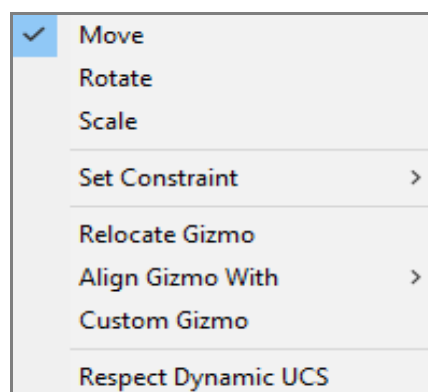 Move
Rotate
Scale
Set Constraint
Relocate Gizmo
Align Gizmo With
Custom Gizmo
Respect Dynamic UCS